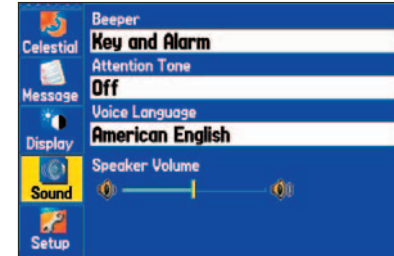 Celestial
Message
Display
Sound
Setup
Beeper
Key and Alarm
Attention Tone
Off
Voice Language
American English
Speaker Volume